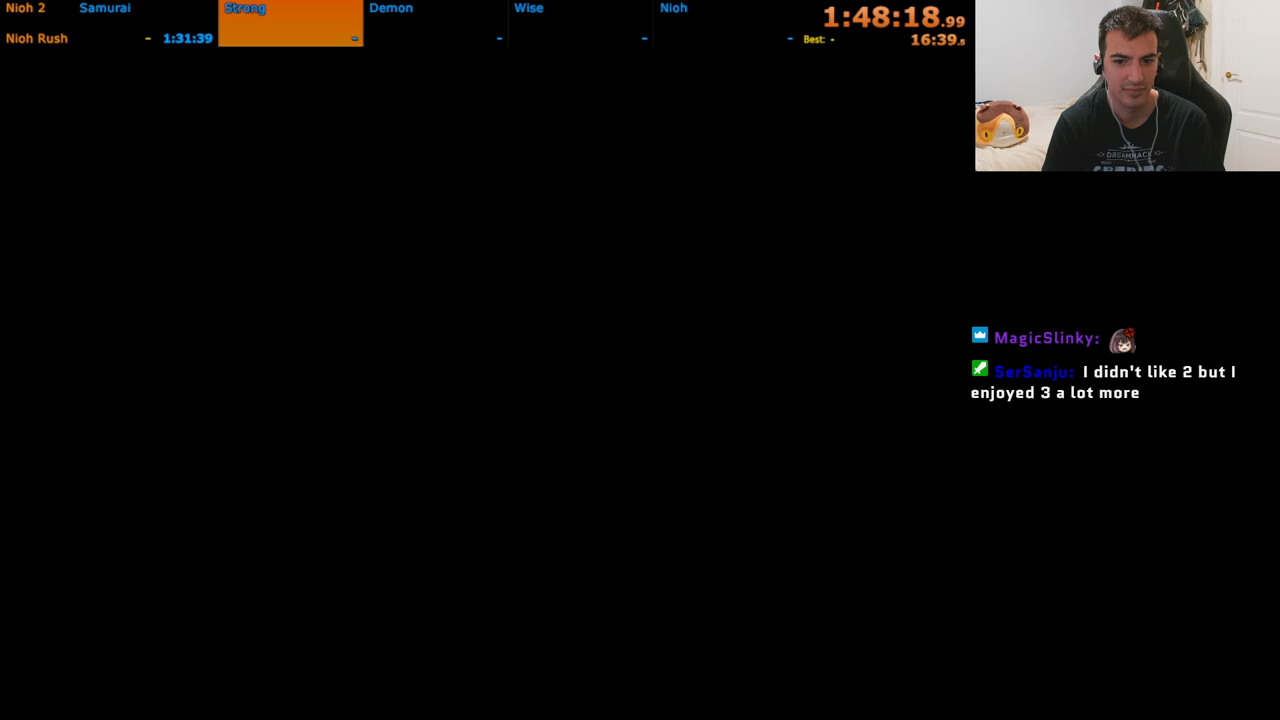 Nioh 2 Samurai Strong Demon Wise Nioh 1:48:18.99
Nioh Rush - 1:31:39 - - - - Best: - 16:39.5
DREAMHACK
MagicSlinky:
SerSanju: I didn't like 2 but I
enjoyed 3 a lot more